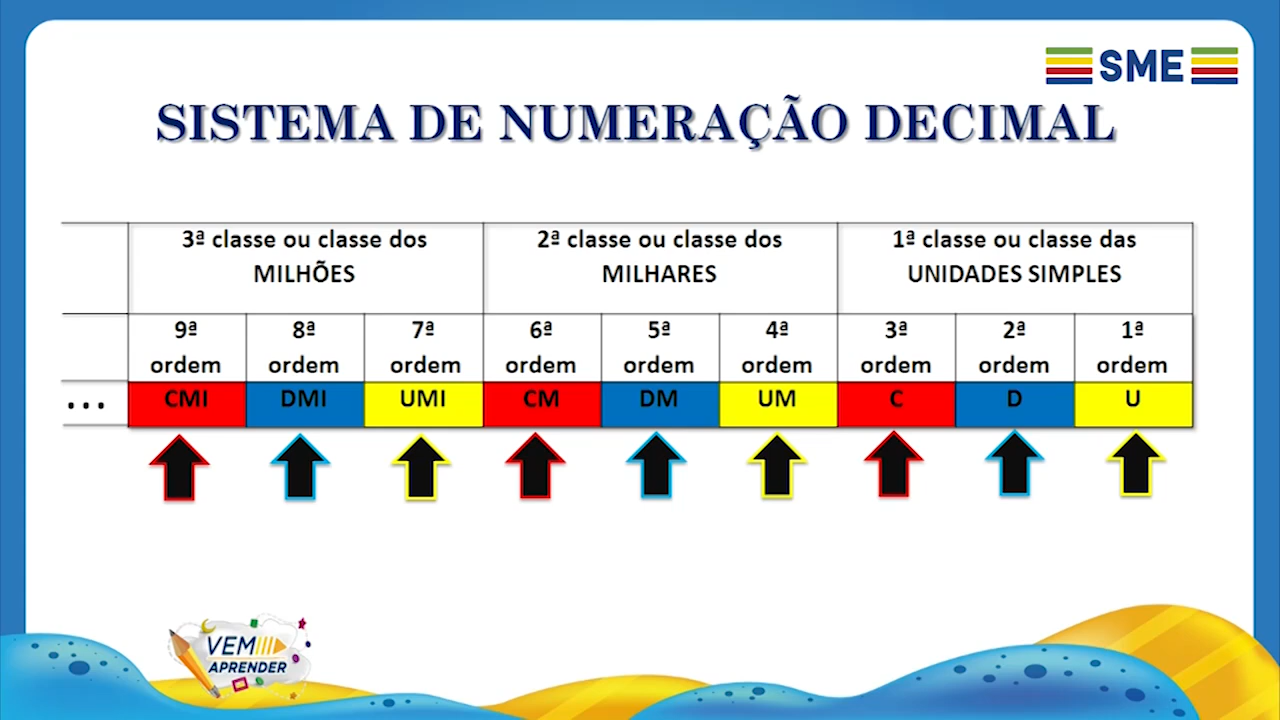 SME
SISTEMA DE NUMERAÇÃO DECIMAL
3ª classe ou classe dos
MILHÕES
2ª classe ou classe dos
MILHARES
1ª classe ou classe das
UNIDADES SIMPLES
9ª ordem
8ª ordem
7ª ordem
6ª ordem
5ª ordem
4ª ordem
3ª ordem
2ª ordem
1ª ordem
... CMI DMI UMI CM DM UM C D U
VEM
APRENDER